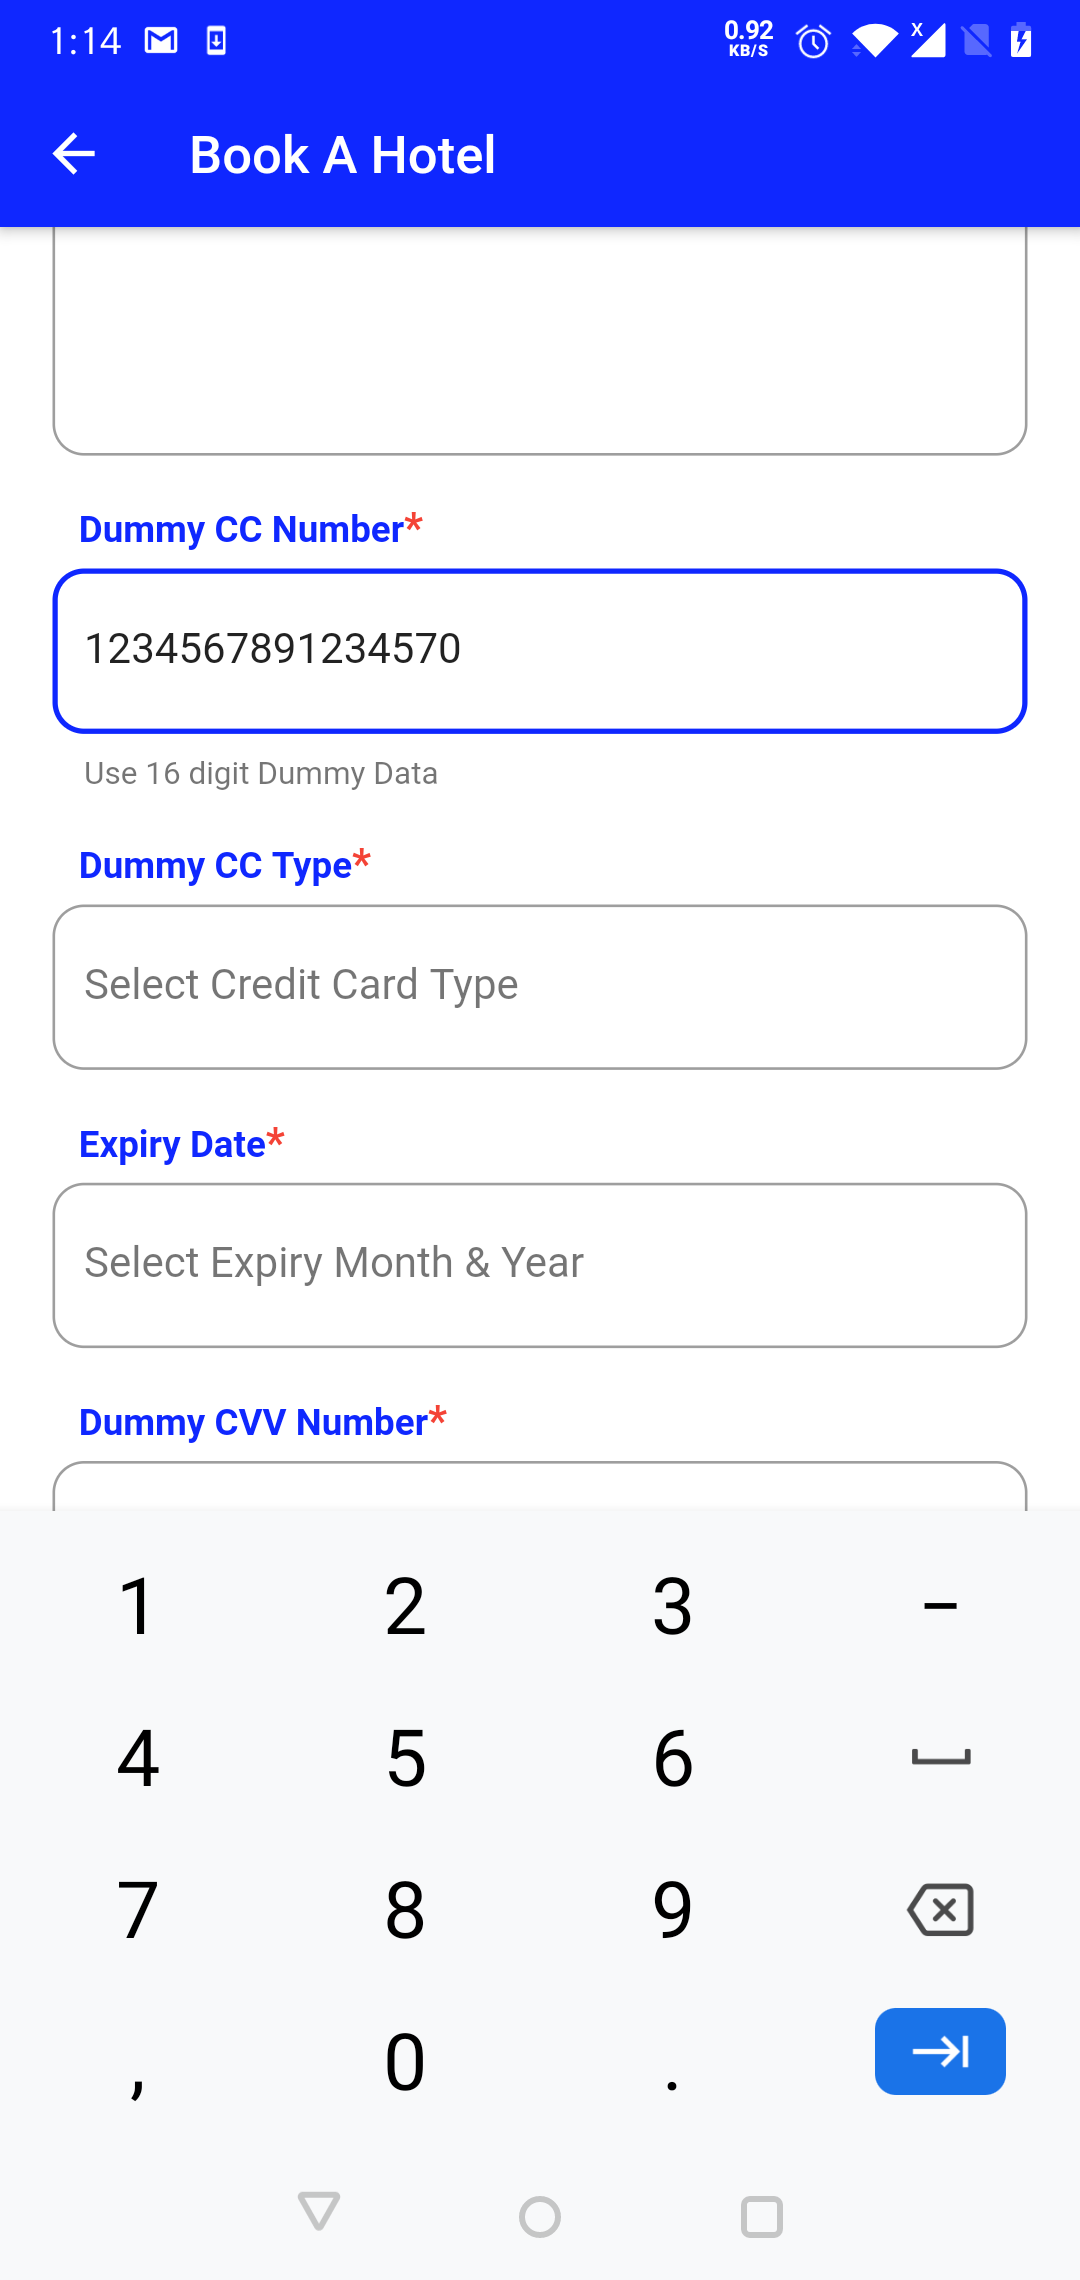 1:14 0.92 KB/S X
Book A Hotel
Dummy CC Number*
1234567891234570
Use 16 digit Dummy Data
Dummy CC Type*
Select Credit Card Type
Expiry Date*
Select Expiry Month & Year
Dummy CVV Number*
1 2 3 –
4 5 6
7 8 9
, 0 .